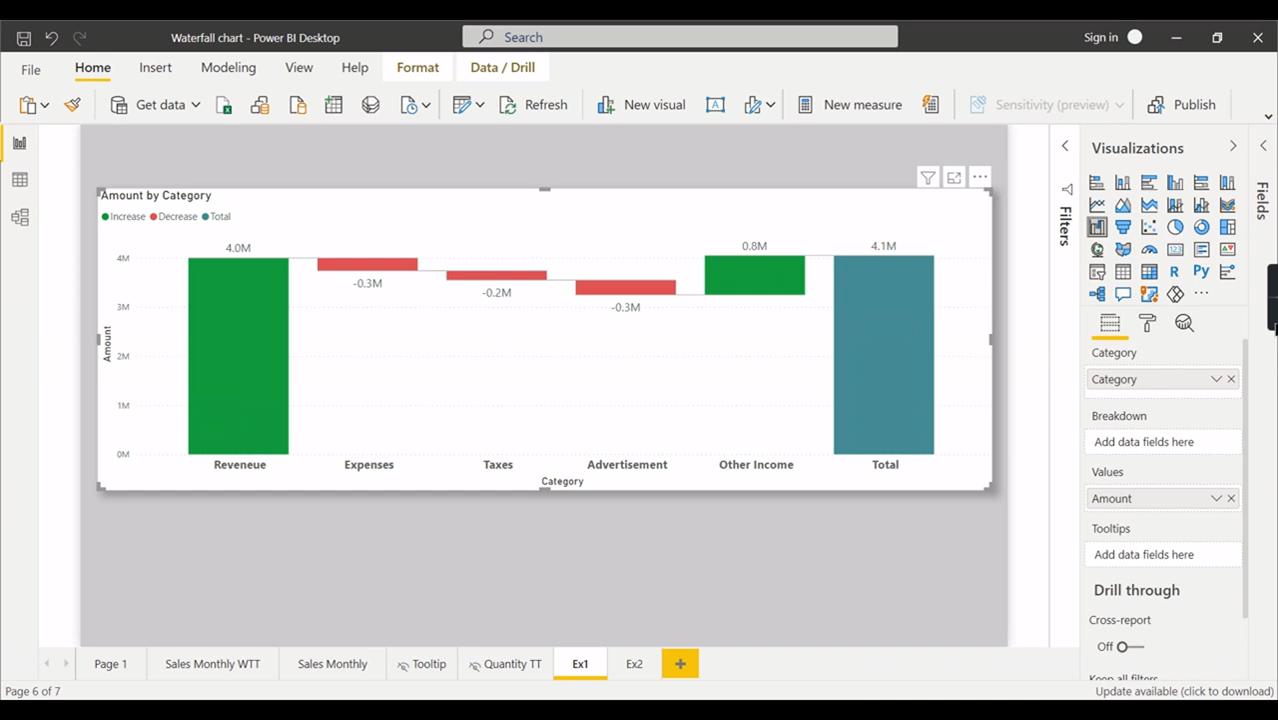 Waterfall chart - Power BI Desktop
Search
Sign in
File
Home
Insert
Modeling
View
Help
Format
Data / Drill
Get data
Refresh
New visual
New measure
Sensitivity (preview)
Publish
Amount by Category
Increase Decrease Total
4.0M
-0.3M
-0.2M
-0.3M
0.8M
4.1M
4M
3M
2M
1M
0M
Amount
Reveneue
Expenses
Taxes
Advertisement
Other Income
Total
Category
Filters
Visualizations
R
Py
Category
Category
Breakdown
Add data fields here
Values
Amount
Tooltips
Add data fields here
Drill through
Cross-report
Off
Keep all filters
Fields
Page 1
Sales Monthly WTT
Sales Monthly
Tooltip
Quantity TT
Ex1
Ex2
Page 6 of 7
Update available (click to download)